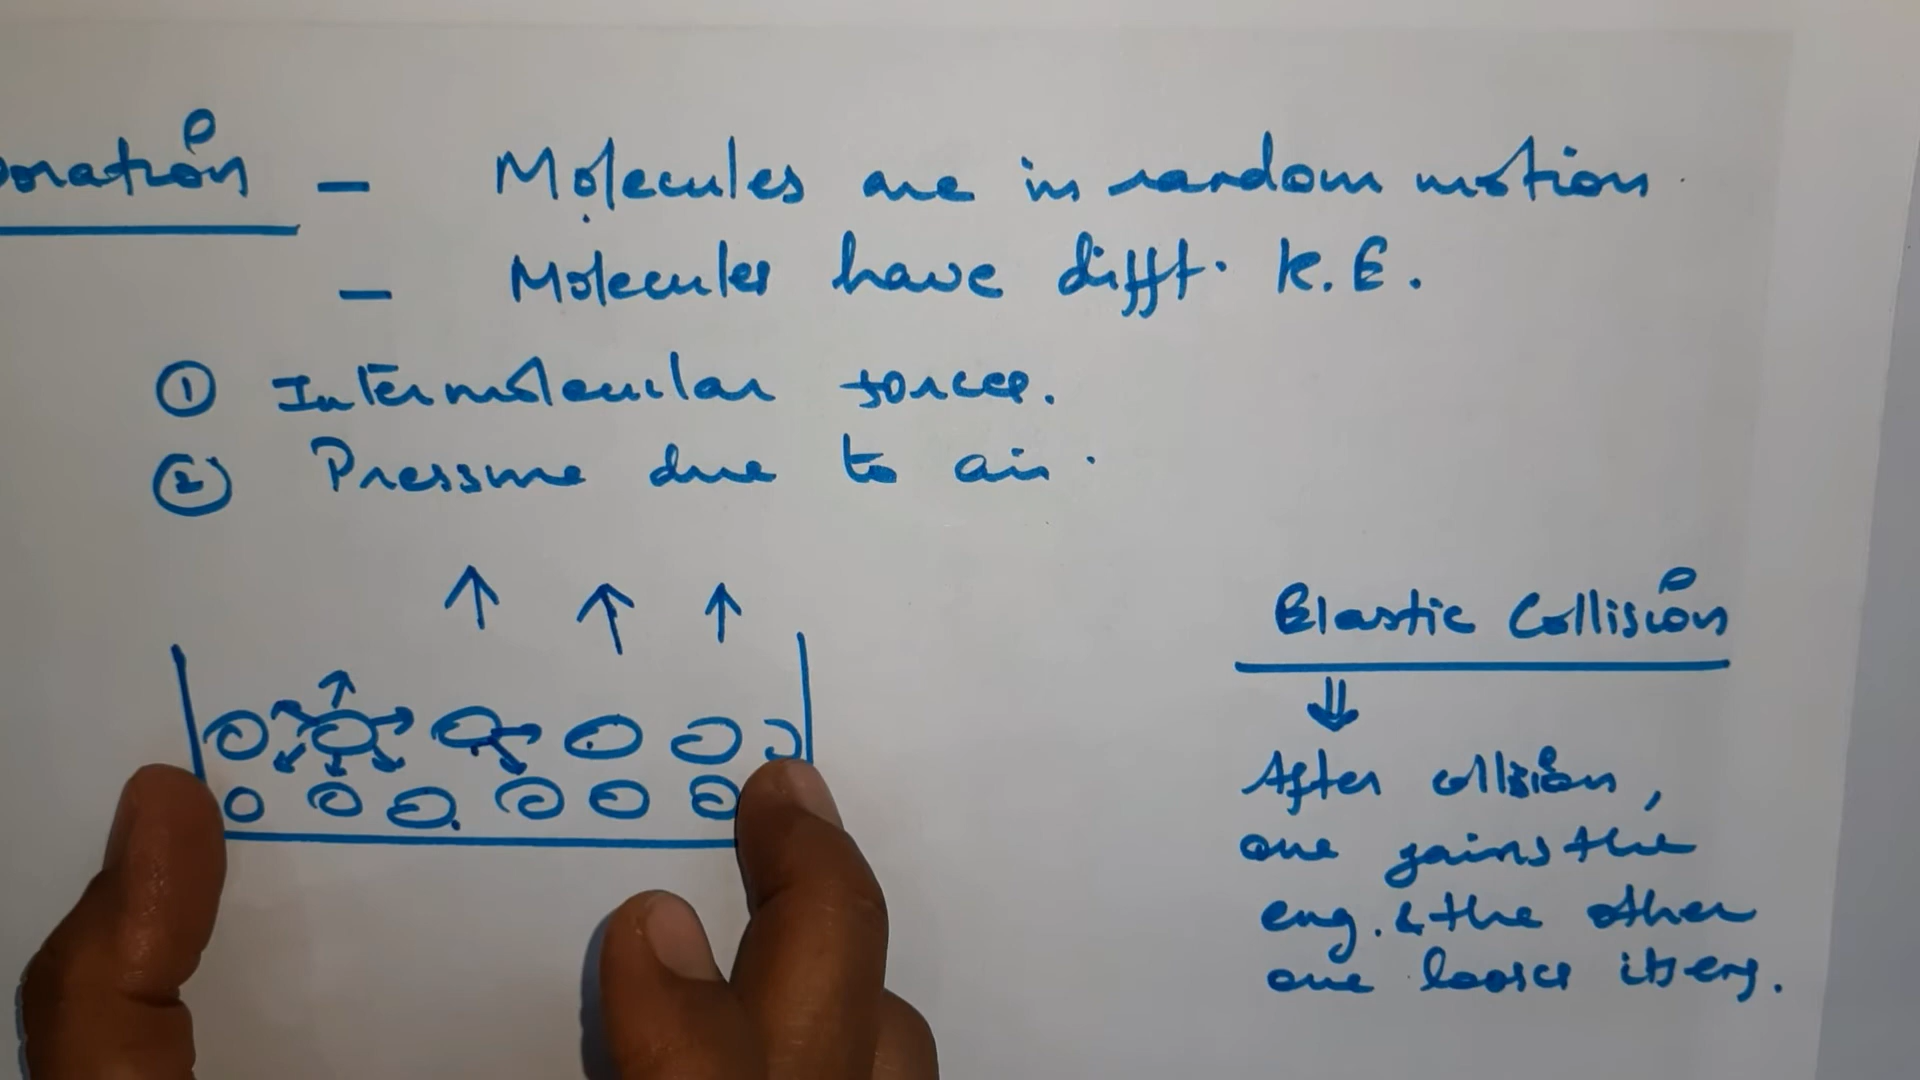 oration – Molecules are in random motion.
– Molecules have difft. K.E.
① Intermolecular forces.
② Pressure due to air.
Elastic Collision
⇓
After collision,
one gains the
eng. & the other
one looses its eng.